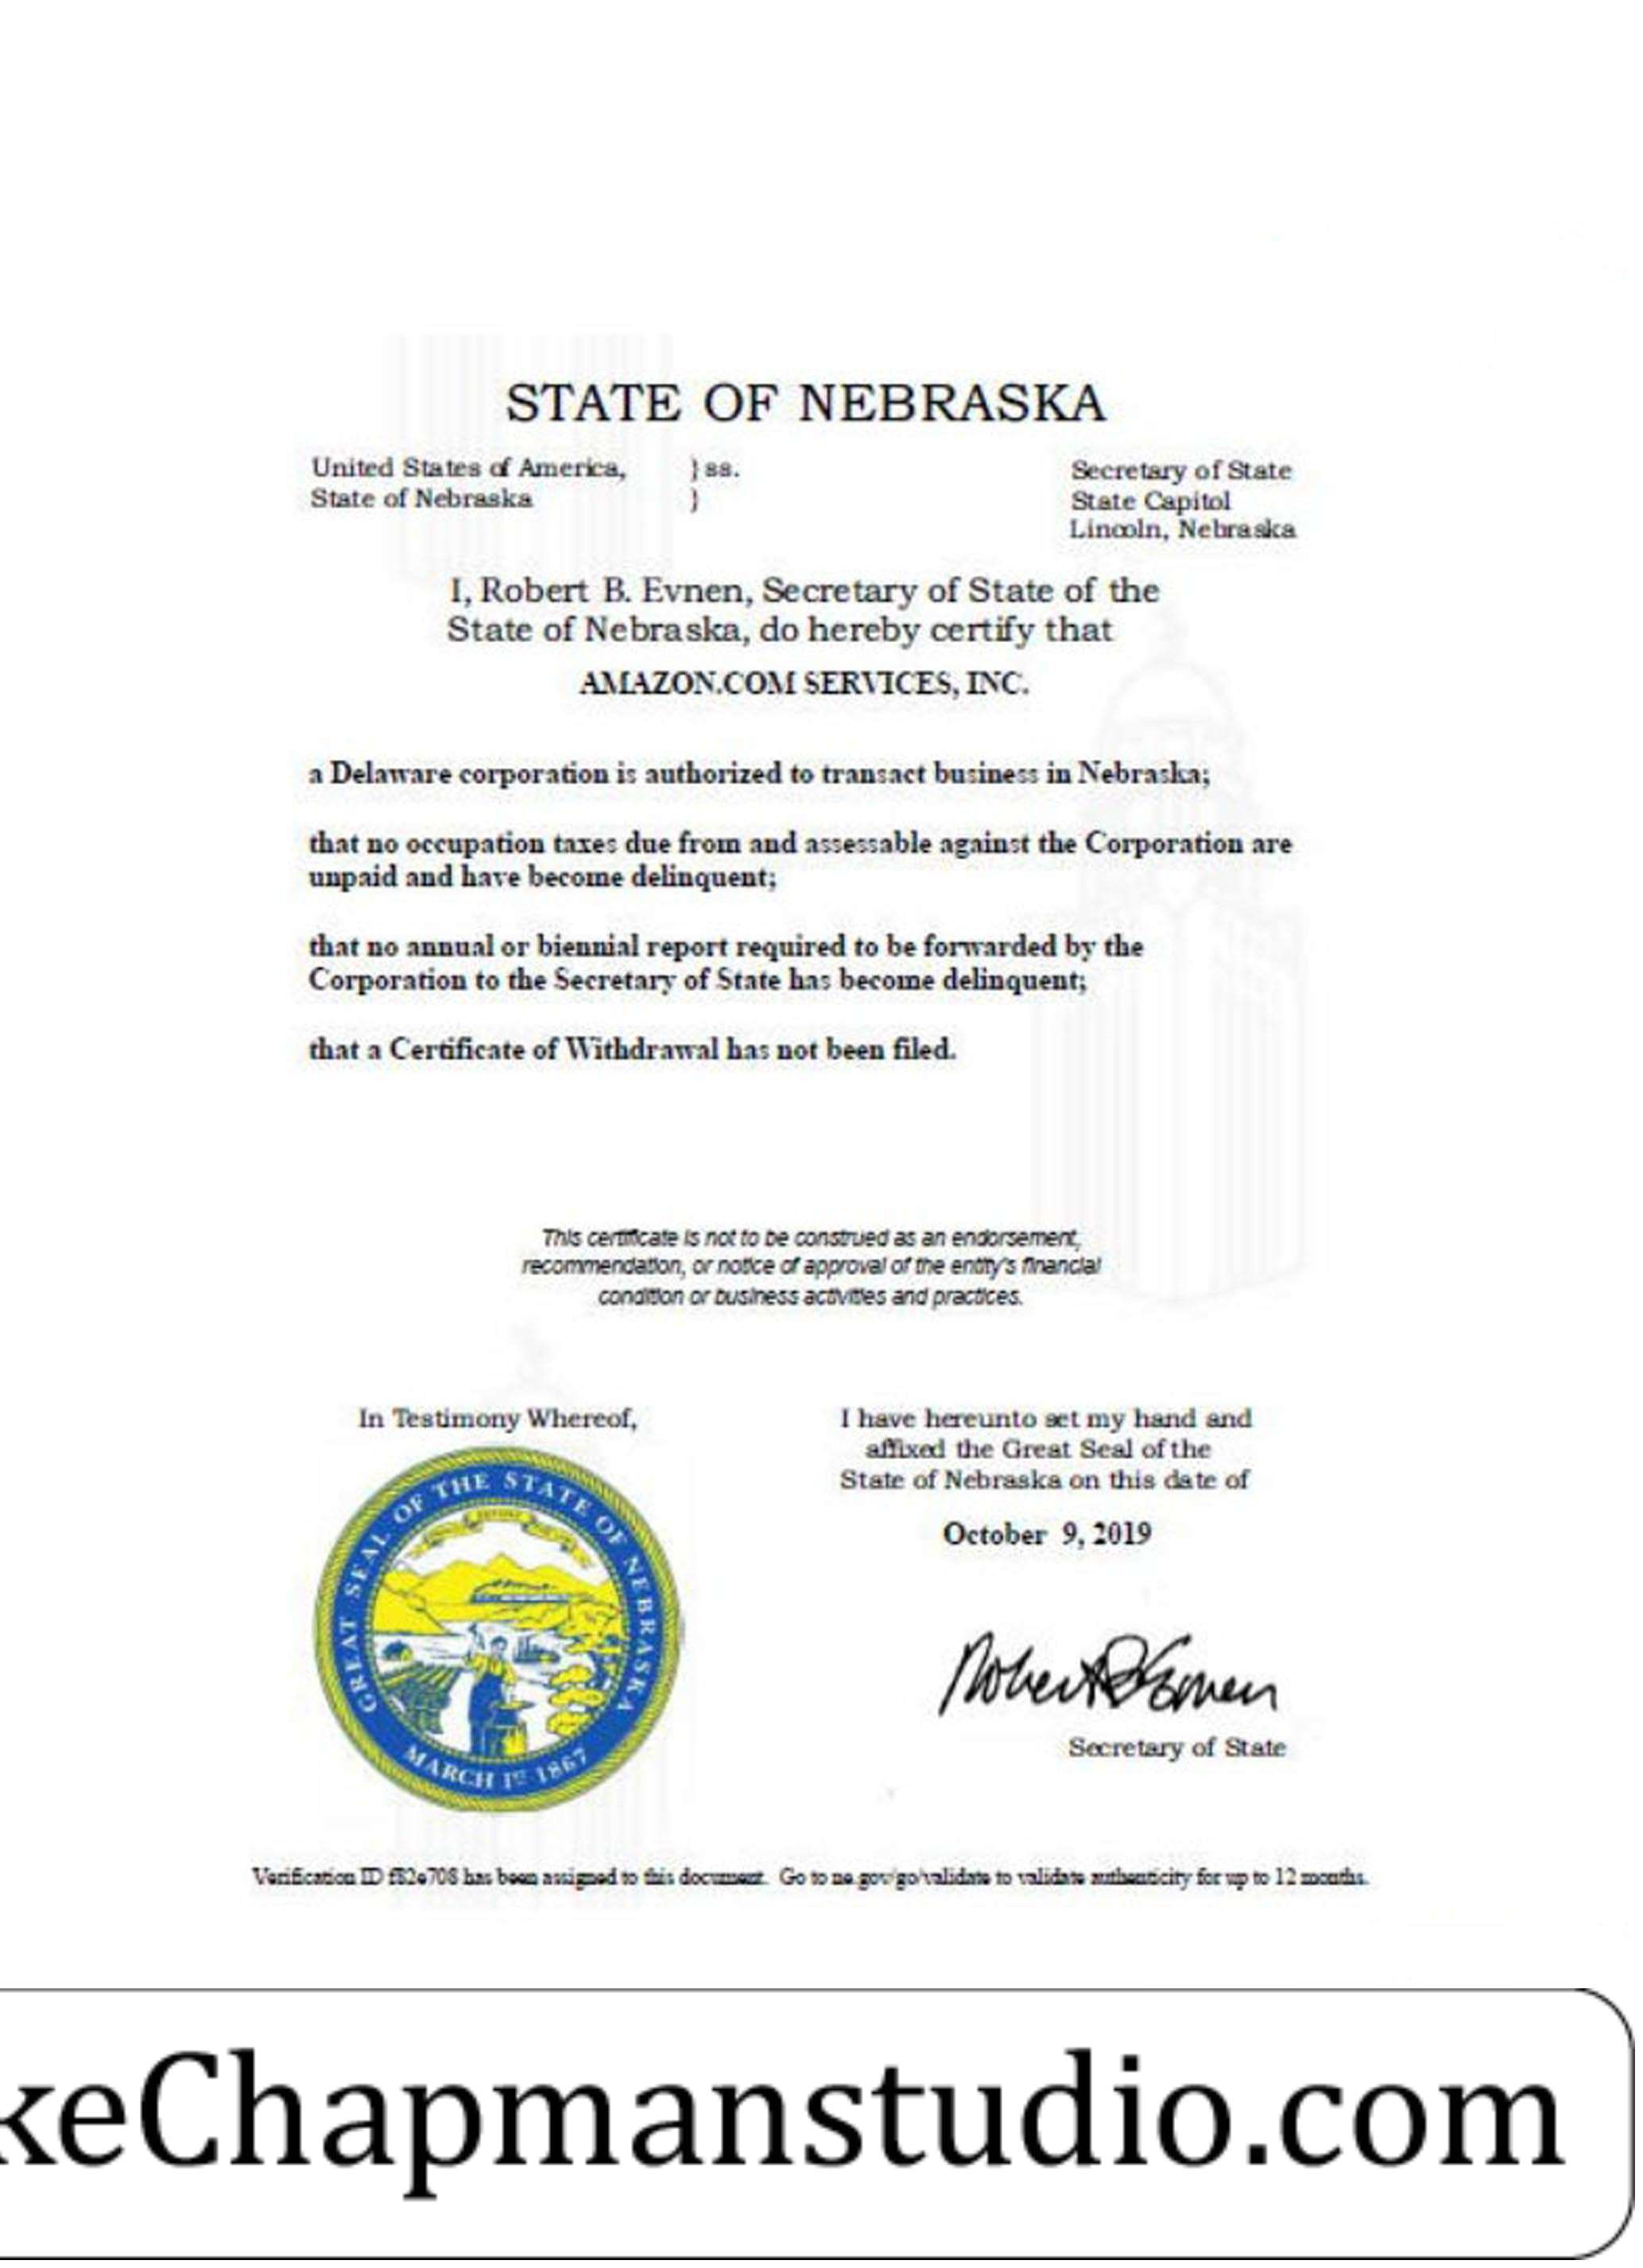 STATE OF NEBRASKA
United States of America, } ss.
State of Nebraska }
Secretary of State
State Capitol
Lincoln, Nebraska
I, Robert B. Evnen, Secretary of State of the
State of Nebraska, do hereby certify that
AMAZON.COM SERVICES, INC.
a Delaware corporation is authorized to transact business in Nebraska;
that no occupation taxes due from and assessable against the Corporation are
unpaid and have become delinquent;
that no annual or biennial report required to be forwarded by the
Corporation to the Secretary of State has become delinquent;
that a Certificate of Withdrawal has not been filed.
This certificate is not to be construed as an endorsement,
recommendation, or notice of approval of the entity's financial
condition or business activities and practices.
In Testimony Whereof,
GREAT SEAL OF THE STATE OF NEBRASKA
MARCH 1ST 1867
I have hereunto set my hand and
affixed the Great Seal of the
State of Nebraska on this date of
October 9, 2019
Robert B Evnen
Secretary of State
Verification ID f82e708 has been assigned to this document. Go to ne.gov/go/validate to validate authenticity for up to 12 months.
keChapmanstudio.com